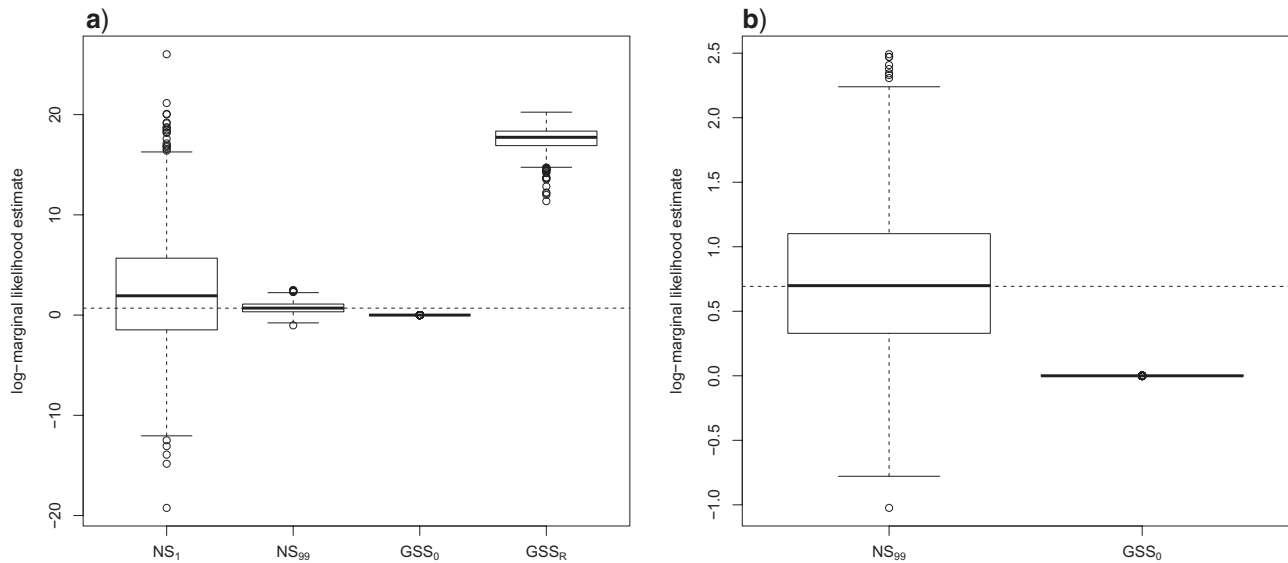 a)
log−marginal likelihood estimate
20
10
0
−10
−20
NS₁
NS₉₉
GSS₀
GSS_R
b)
log−marginal likelihood estimate
2.5
2.0
1.5
1.0
0.5
0.0
−0.5
−1.0
NS₉₉
GSS₀